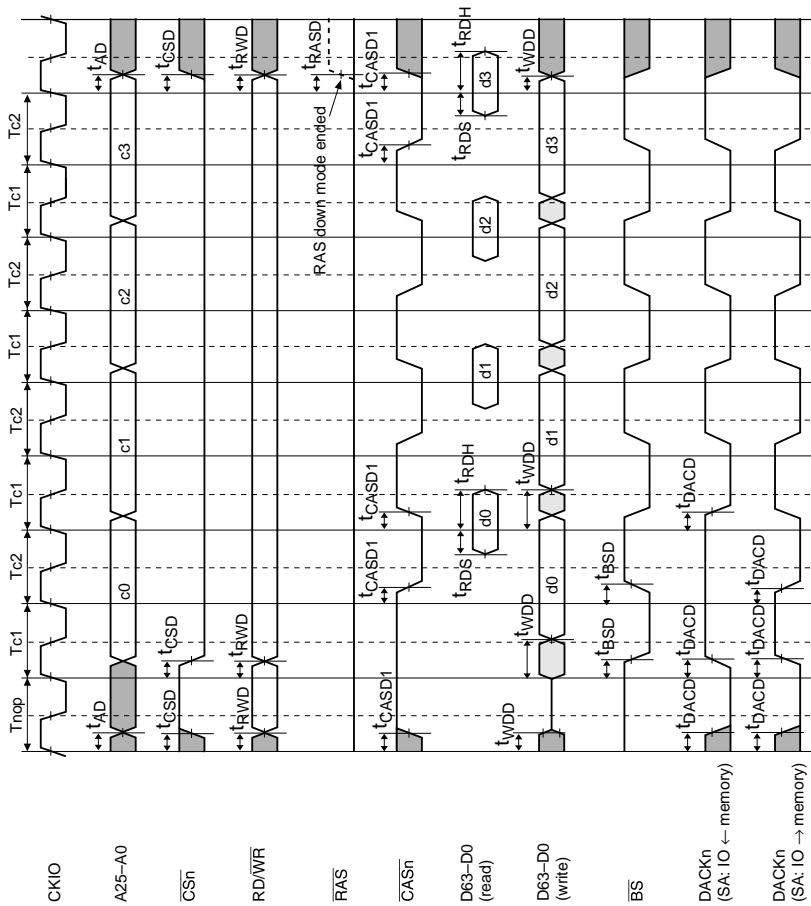 Tnop Tc1 Tc2 Tc1 Tc2 Tc1 Tc2 Tc1 Tc2
CKIO
A25–A0
tAD c0 c1 c2 c3 tAD
CSn
tCSD tCSD tCSD
RD/WR
tRWD tRWD tRWD
RAS
tRASD
RAS down mode ended
CASn
tCASD1 tCASD1 tCASD1 tCASD1 tCASD1
D63–D0
(read)
tRDS d0 tRDH d1 d2 tRDS d3 tRDH
D63–D0
(write)
tWDD tWDD d0 tWDD d1 d2 d3 tWDD
BS
tBSD tBSD
DACKn
(SA: IO ← memory)
tDACD tDACD tDACD
DACKn
(SA: IO → memory)
tDACD tDACD tDACD